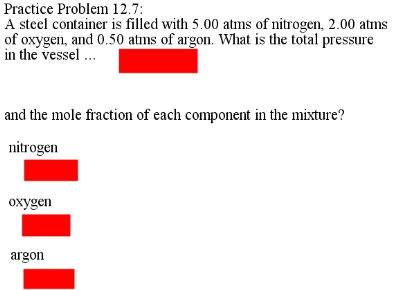 Practice Problem 12.7:
A steel container is filled with 5.00 atms of nitrogen, 2.00 atms
of oxygen, and 0.50 atms of argon. What is the total pressure
in the vessel ...
and the mole fraction of each component in the mixture?
nitrogen
oxygen
argon